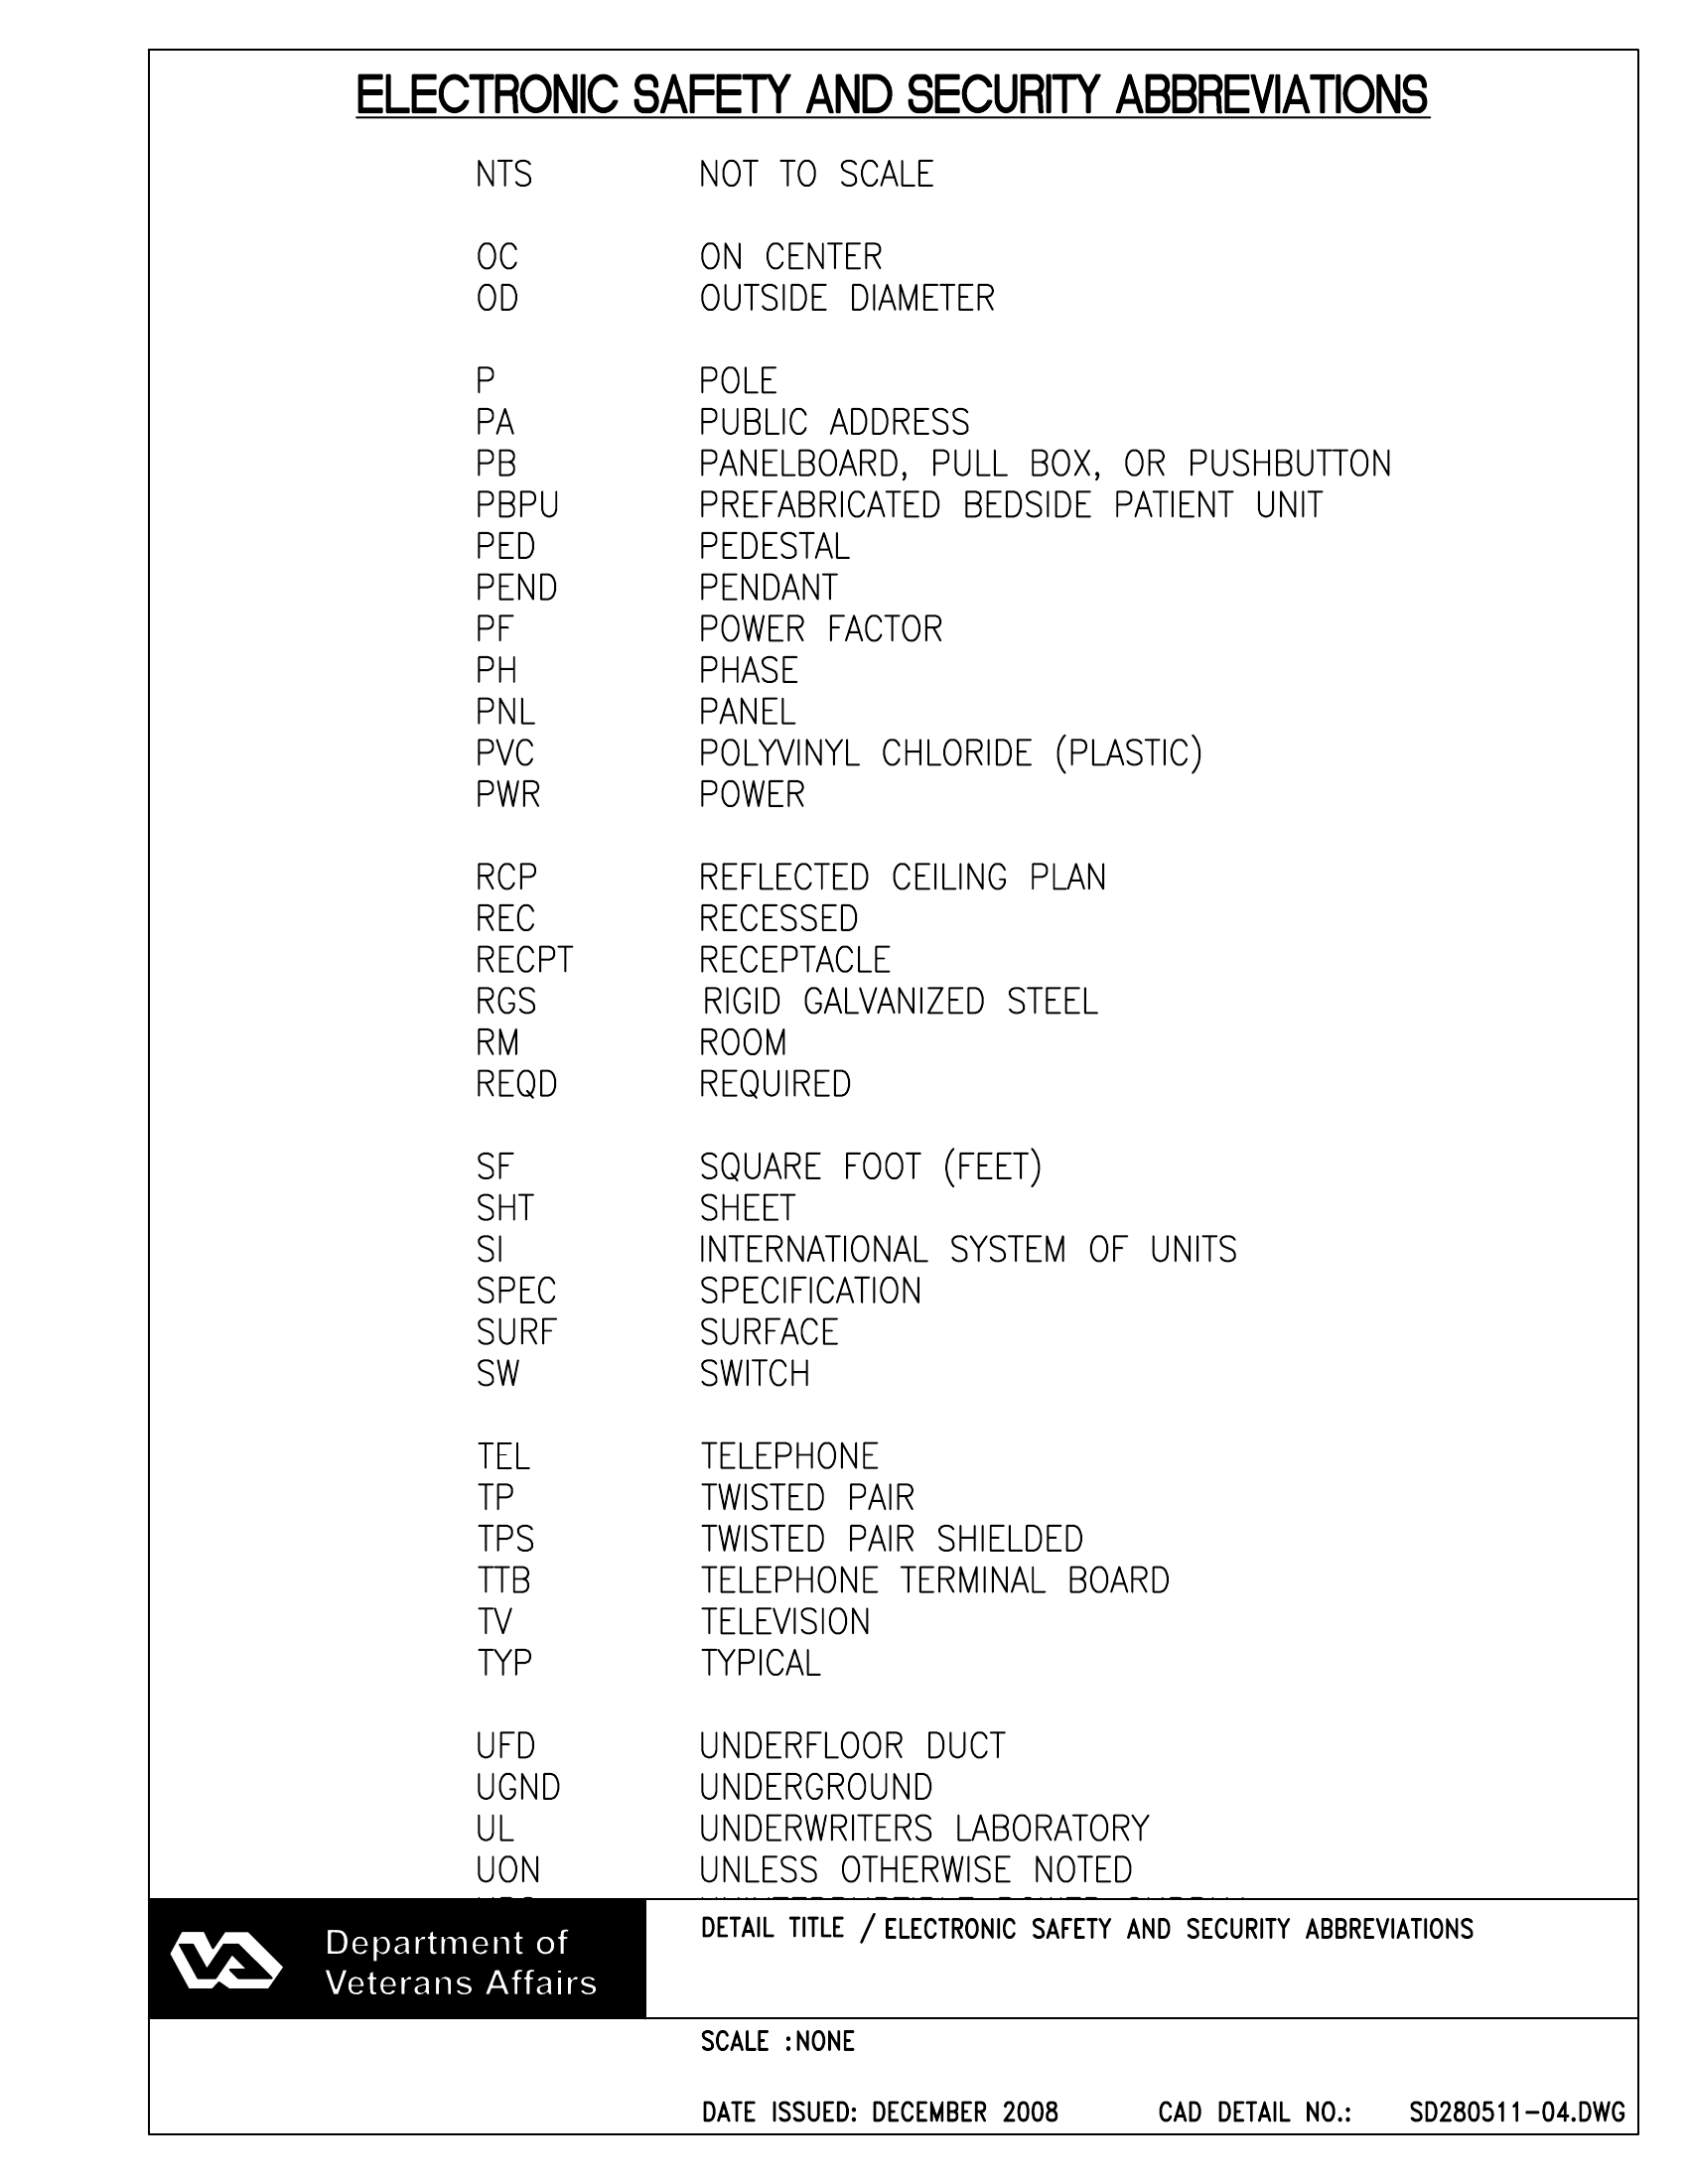 ELECTRONIC SAFETY AND SECURITY ABBREVIATIONS
NTS NOT TO SCALE
OC ON CENTER
OD OUTSIDE DIAMETER
P POLE
PA PUBLIC ADDRESS
PB PANELBOARD, PULL BOX, OR PUSHBUTTON
PBPU PREFABRICATED BEDSIDE PATIENT UNIT
PED PEDESTAL
PEND PENDANT
PF POWER FACTOR
PH PHASE
PNL PANEL
PVC POLYVINYL CHLORIDE (PLASTIC)
PWR POWER
RCP REFLECTED CEILING PLAN
REC RECESSED
RECPT RECEPTACLE
RGS RIGID GALVANIZED STEEL
RM ROOM
REQD REQUIRED
SF SQUARE FOOT (FEET)
SHT SHEET
SI INTERNATIONAL SYSTEM OF UNITS
SPEC SPECIFICATION
SURF SURFACE
SW SWITCH
TEL TELEPHONE
TP TWISTED PAIR
TPS TWISTED PAIR SHIELDED
TTB TELEPHONE TERMINAL BOARD
TV TELEVISION
TYP TYPICAL
UFD UNDERFLOOR DUCT
UGND UNDERGROUND
UL UNDERWRITERS LABORATORY
UON UNLESS OTHERWISE NOTED
Department of
Veterans Affairs
DETAIL TITLE / ELECTRONIC SAFETY AND SECURITY ABBREVIATIONS
SCALE :NONE
DATE ISSUED: DECEMBER 2008 CAD DETAIL NO.: SD280511-04.DWG